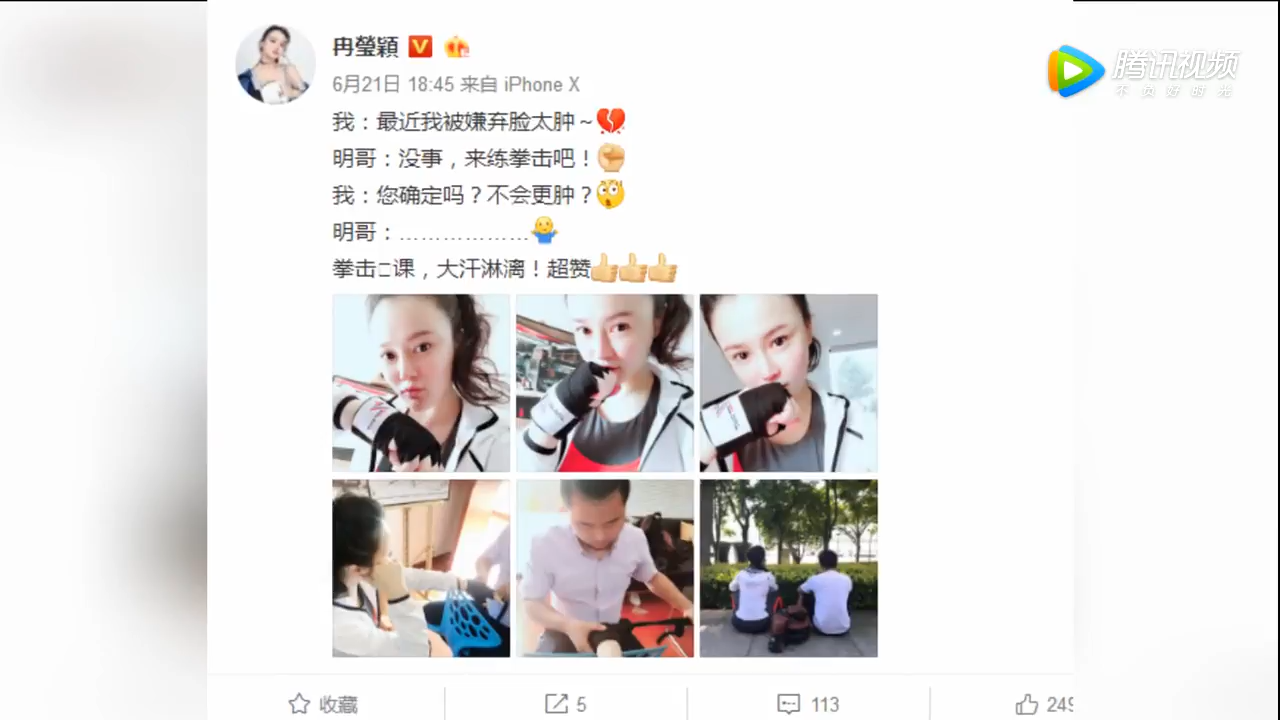 冉瑩穎
6月21日 18:45 来自 iPhone X
腾讯视频
不负好时光
我：最近我被嫌弃脸太肿~
明哥：没事，来练拳击吧！
我：您确定吗？不会更肿？
明哥：………………
拳击□课，大汗淋漓！超赞
收藏
5
113
249